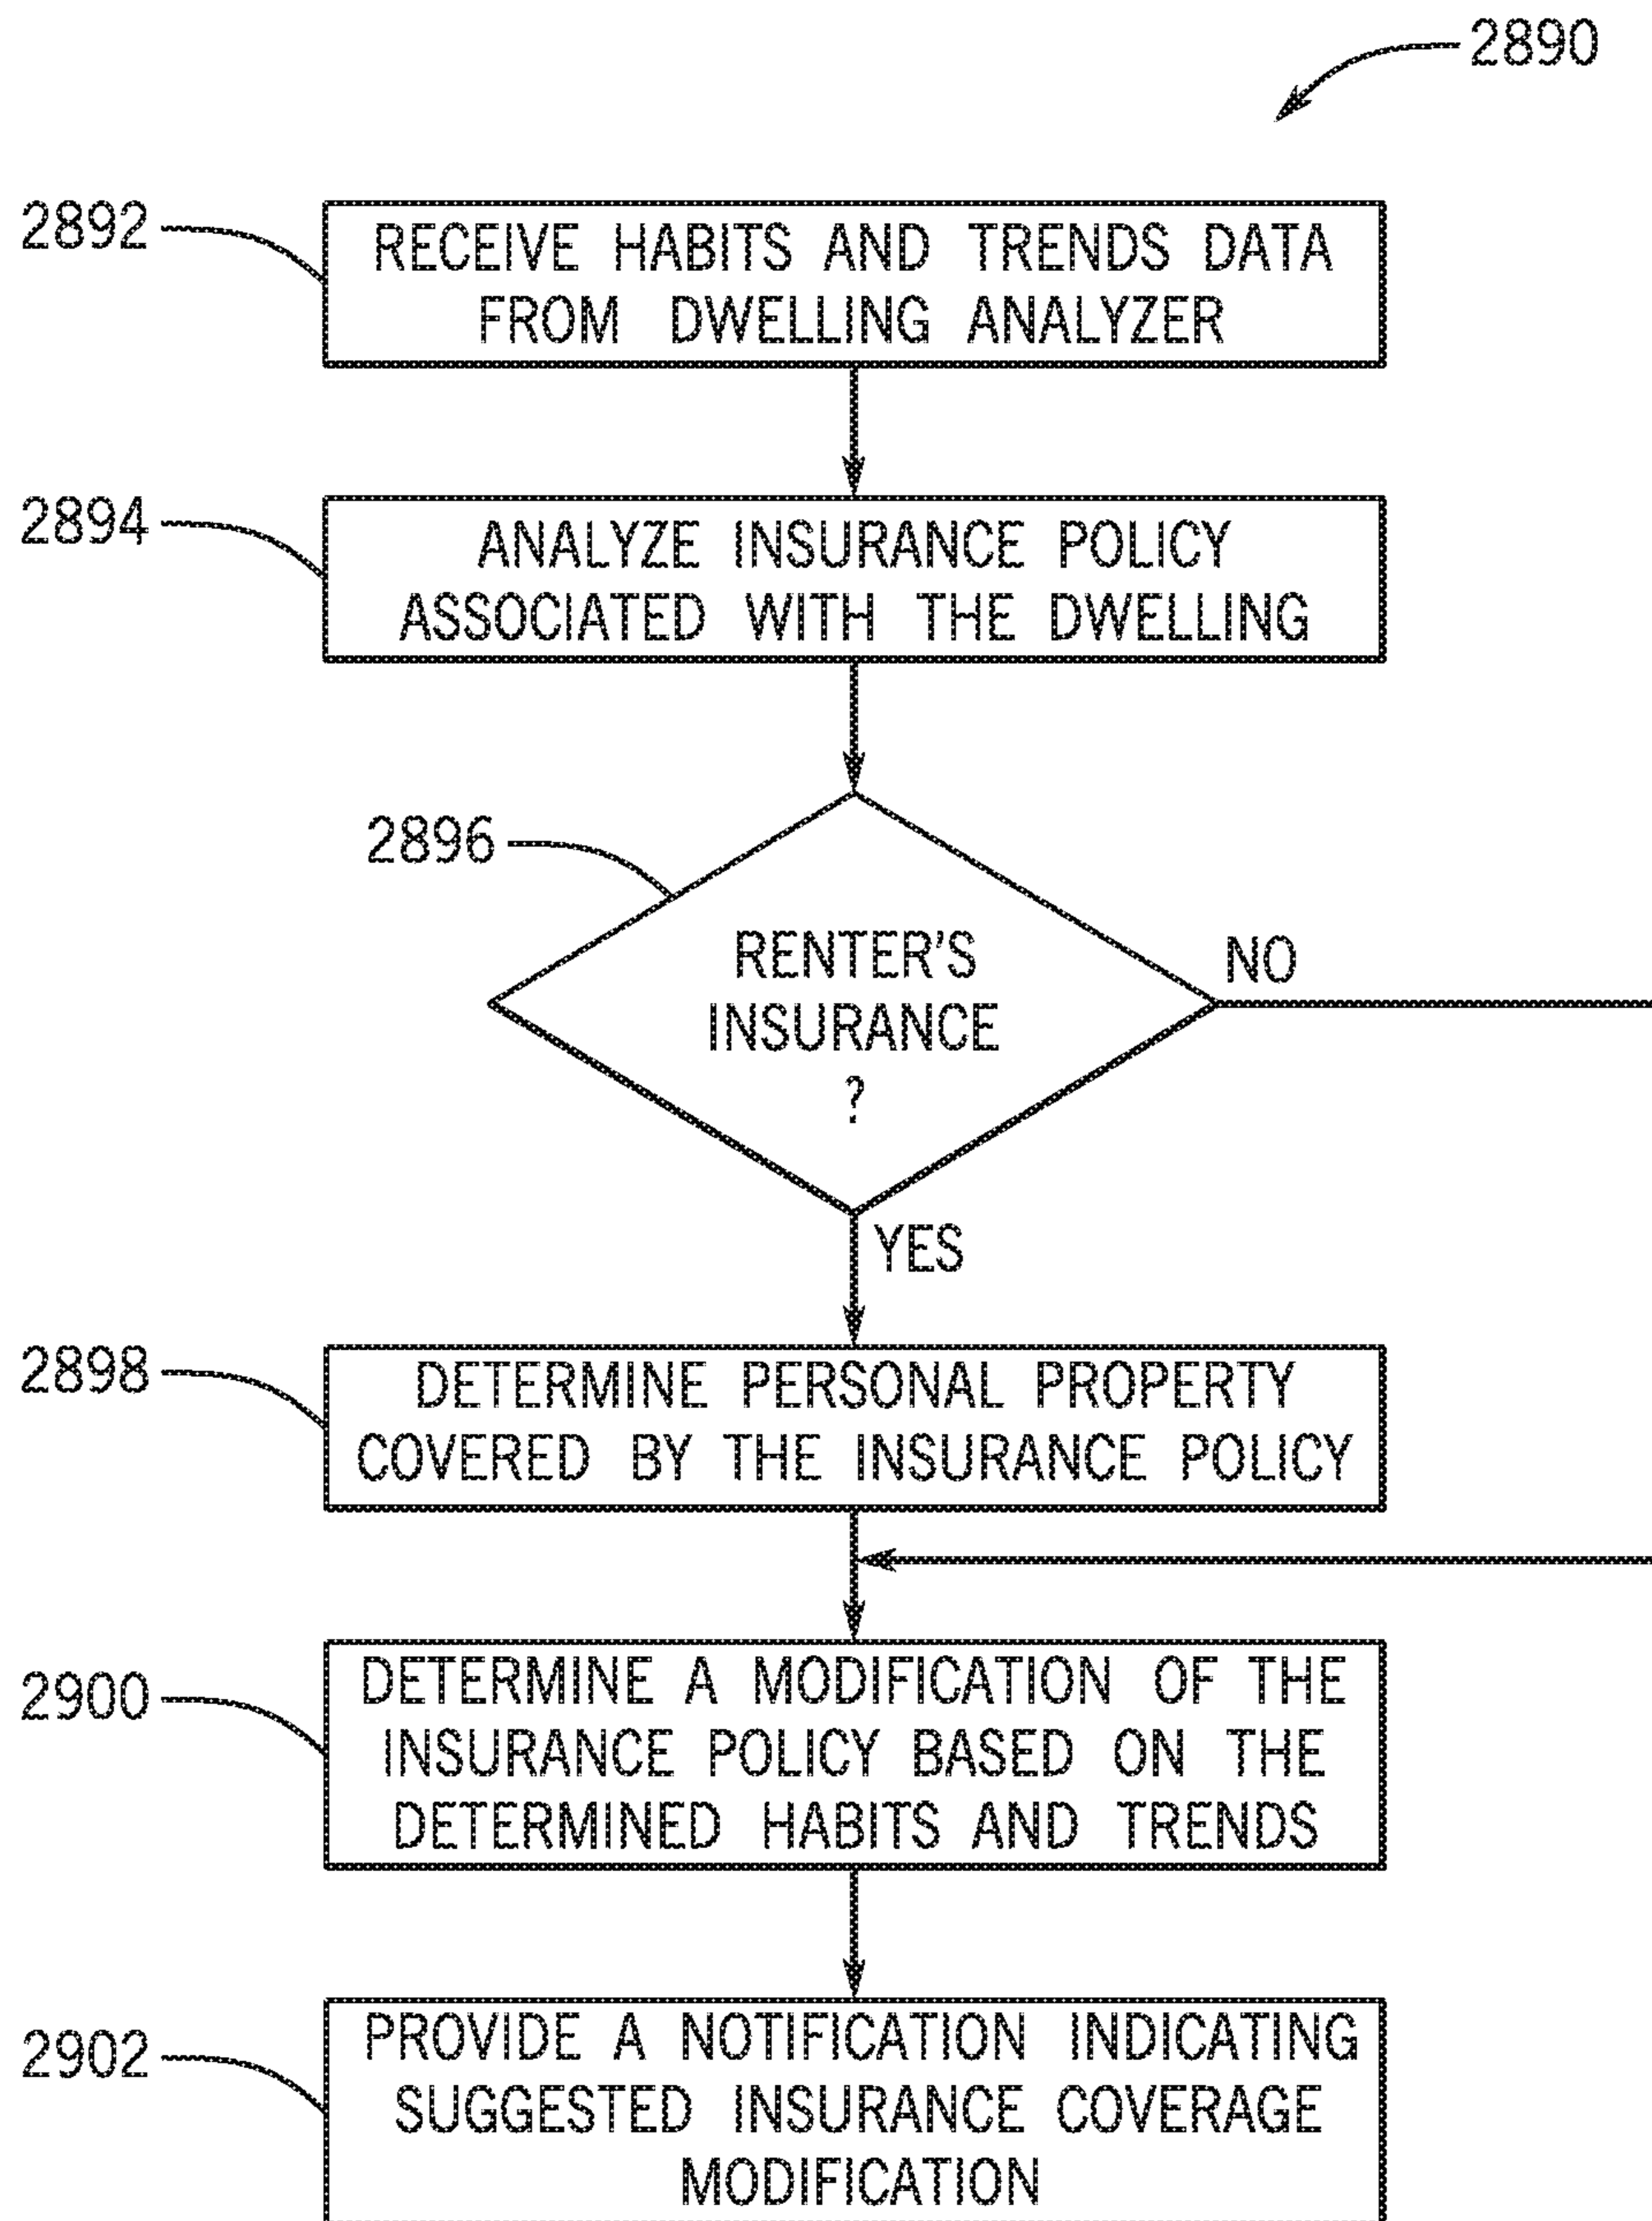 2890
2892
RECEIVE HABITS AND TRENDS DATA
FROM DWELLING ANALYZER
2894
ANALYZE INSURANCE POLICY
ASSOCIATED WITH THE DWELLING
2896
RENTER'S
INSURANCE
?
NO
YES
2898
DETERMINE PERSONAL PROPERTY
COVERED BY THE INSURANCE POLICY
2900
DETERMINE A MODIFICATION OF THE
INSURANCE POLICY BASED ON THE
DETERMINED HABITS AND TRENDS
2902
PROVIDE A NOTIFICATION INDICATING
SUGGESTED INSURANCE COVERAGE
MODIFICATION